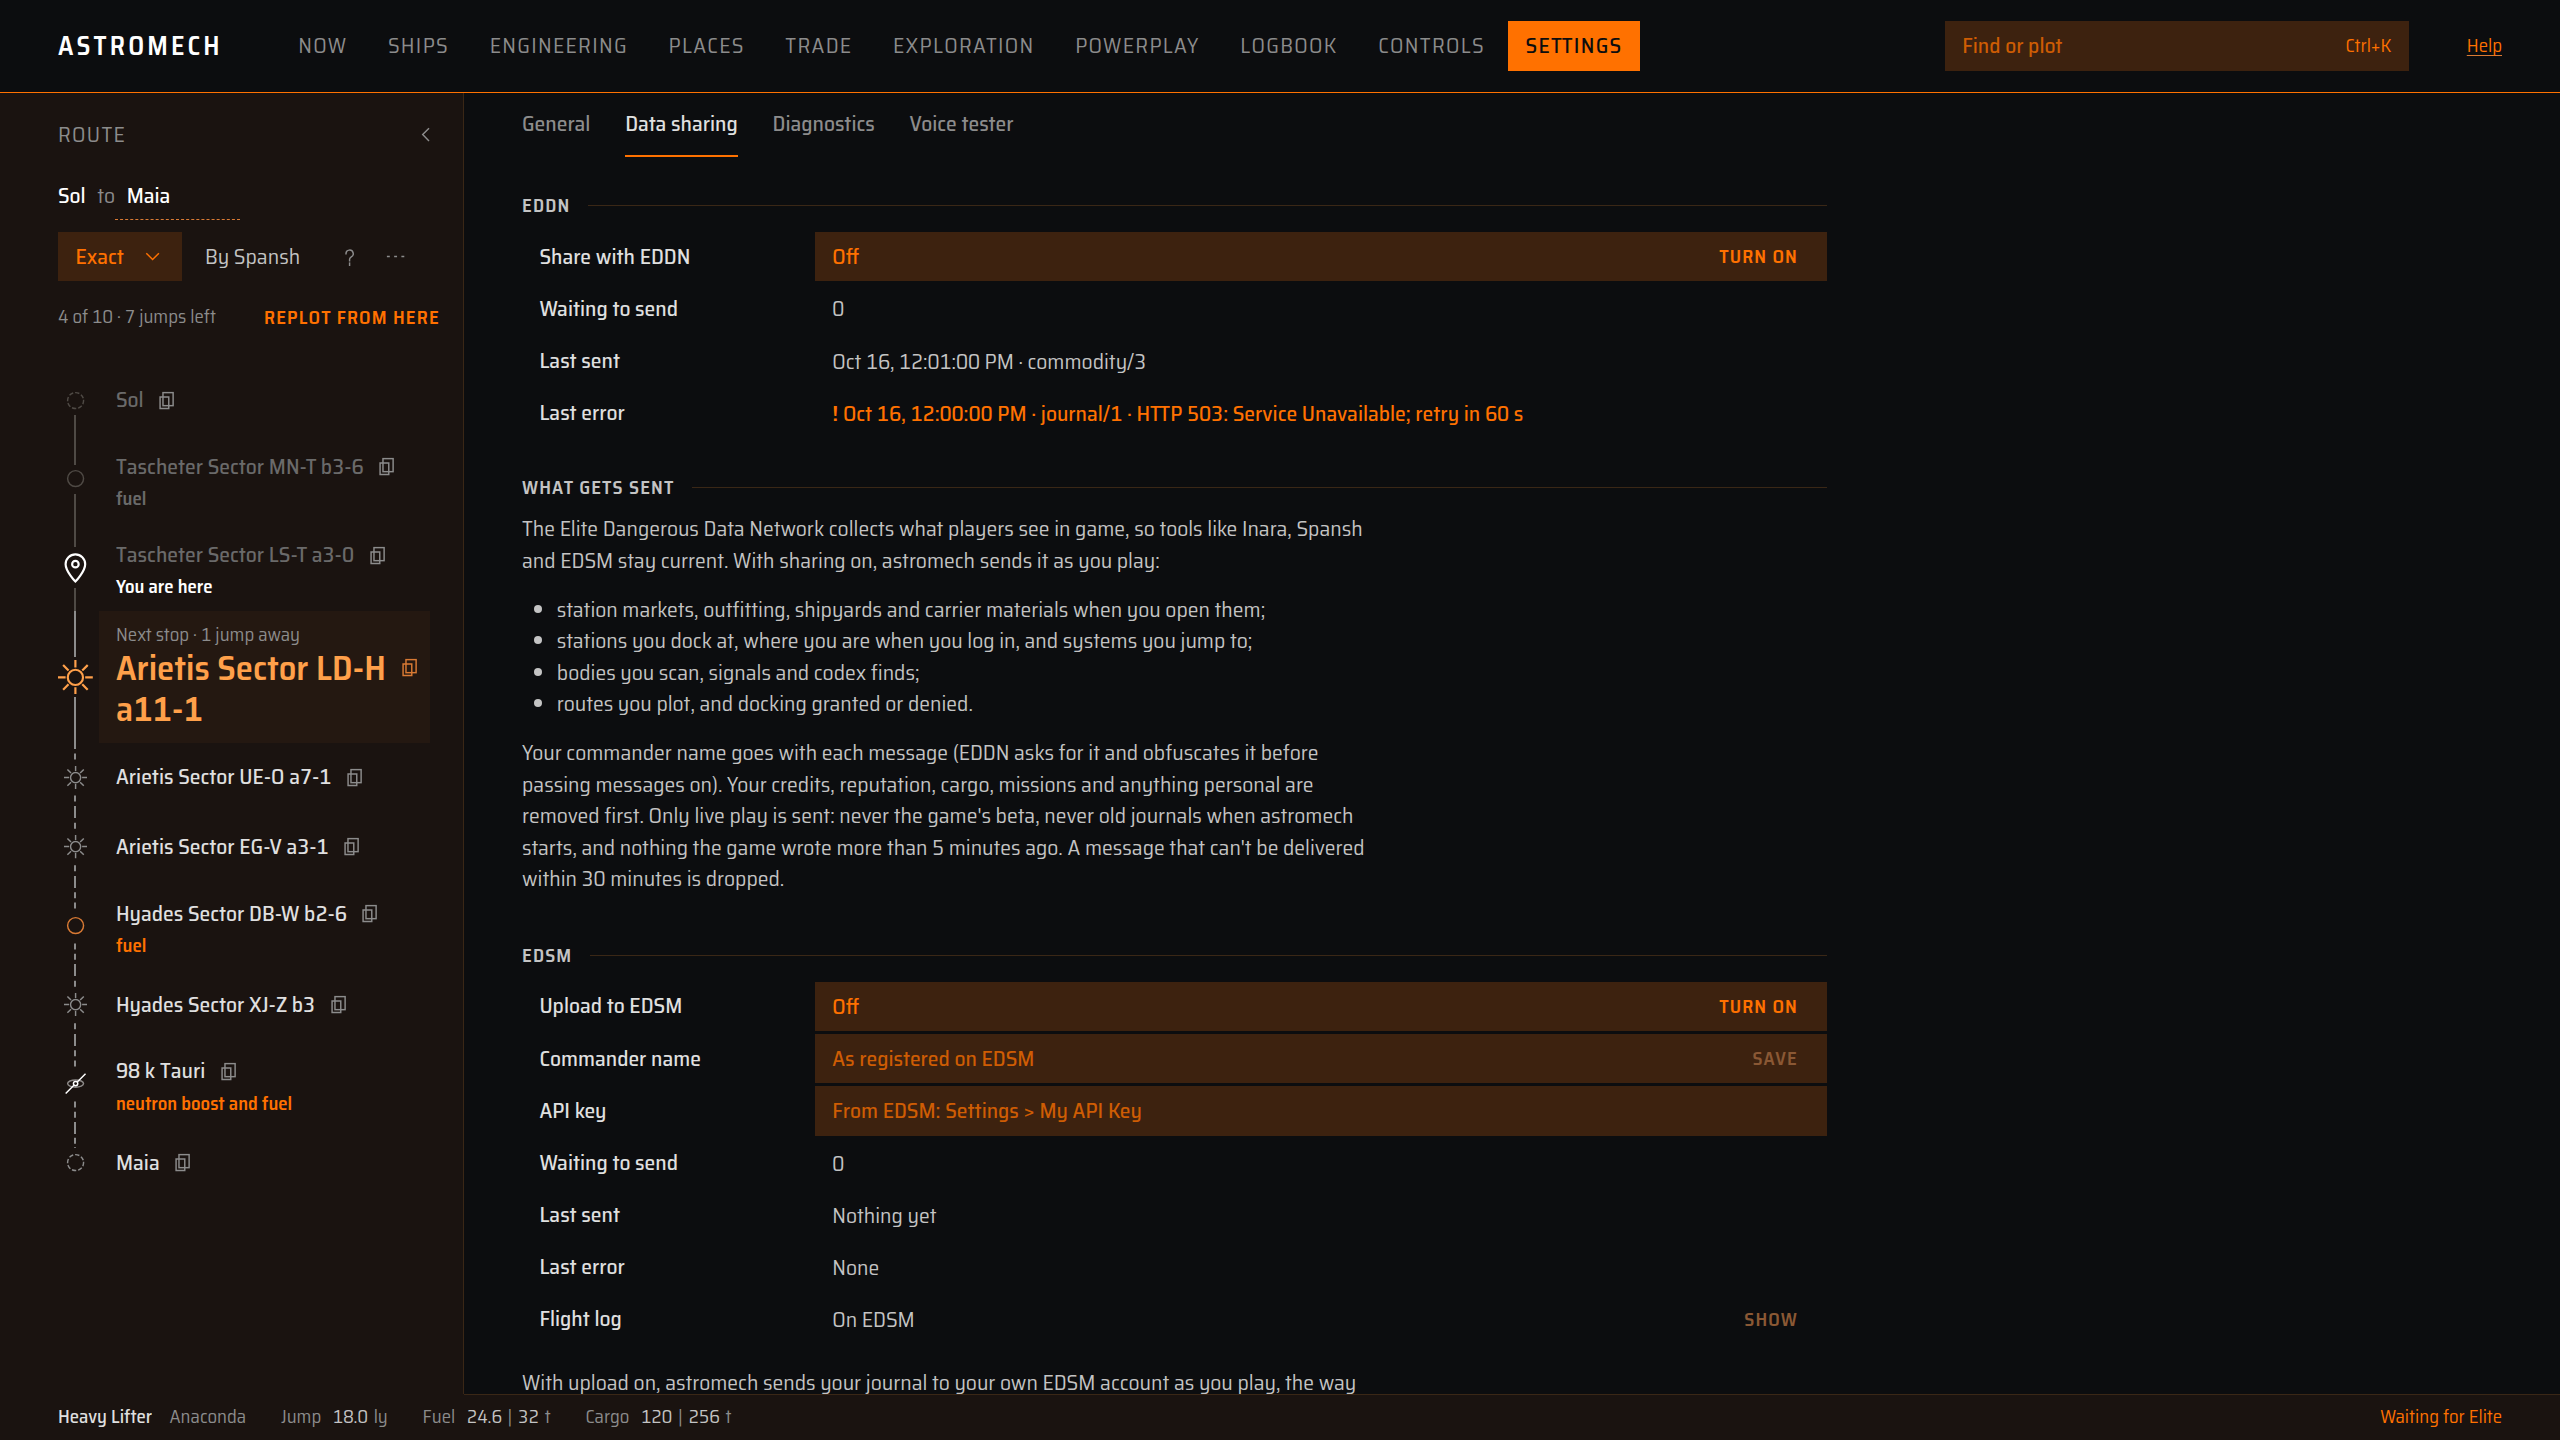 ASTROMECH
NOW SHIPS ENGINEERING PLACES TRADE EXPLORATION POWERPLAY LOGBOOK CONTROLS SETTINGS
Find or plot Ctrl+K
Help
ROUTE
Sol to Maia
Exact By Spansh ? ···
4 of 10 · 7 jumps left REPLOT FROM HERE
Sol
Tascheter Sector MN-T b3-6
fuel
Tascheter Sector LS-T a3-0
You are here
Next stop · 1 jump away
Arietis Sector LD-H
a11-1
Arietis Sector UE-O a7-1
Arietis Sector EG-V a3-1
Hyades Sector DB-W b2-6
fuel
Hyades Sector XJ-Z b3
98 k Tauri
neutron boost and fuel
Maia
General Data sharing Diagnostics Voice tester
EDDN
Share with EDDN Off TURN ON
Waiting to send 0
Last sent Oct 16, 12:01:00 PM · commodity/3
Last error ! Oct 16, 12:00:00 PM · journal/1 · HTTP 503: Service Unavailable; retry in 60 s
WHAT GETS SENT
The Elite Dangerous Data Network collects what players see in game, so tools like Inara, Spansh
and EDSM stay current. With sharing on, astromech sends it as you play:
• station markets, outfitting, shipyards and carrier materials when you open them;
• stations you dock at, where you are when you log in, and systems you jump to;
• bodies you scan, signals and codex finds;
• routes you plot, and docking granted or denied.
Your commander name goes with each message (EDDN asks for it and obfuscates it before
passing messages on). Your credits, reputation, cargo, missions and anything personal are
removed first. Only live play is sent: never the game's beta, never old journals when astromech
starts, and nothing the game wrote more than 5 minutes ago. A message that can't be delivered
within 30 minutes is dropped.
EDSM
Upload to EDSM Off TURN ON
Commander name As registered on EDSM SAVE
API key From EDSM: Settings > My API Key
Waiting to send 0
Last sent Nothing yet
Last error None
Flight log On EDSM SHOW
With upload on, astromech sends your journal to your own EDSM account as you play, the way
Heavy Lifter Anaconda Jump 18.0 ly Fuel 24.6 | 32 t Cargo 120 | 256 t
Waiting for Elite